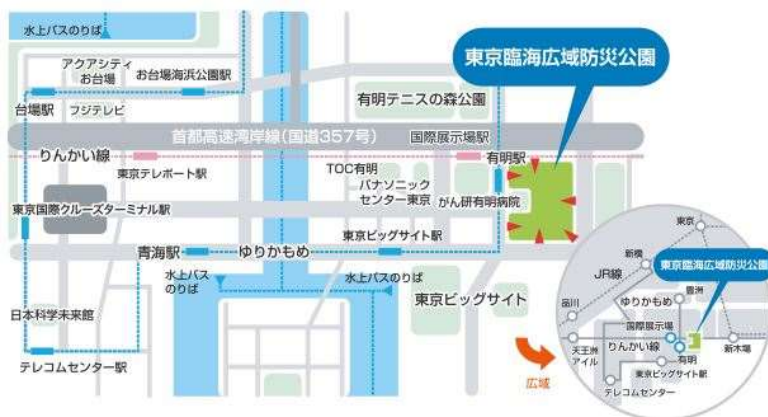 水上バスのりば
アクアシティ
お台場
お台場海浜公園駅
台場駅
フジテレビ
東京臨海広域防災公園
有明テニスの森公園
首都高速湾岸線(国道357号)
国際展示場駅
りんかい線
有明駅
東京テレポート駅
TOC有明
パナソニック
センター東京
がん研有明病院
東京国際クルーズターミナル駅
青海駅
ゆりかもめ
東京ビッグサイト駅
水上バス
のりば
水上バスのりば
東京ビッグサイト
日本科学未来館
テレコムセンター駅
広域
東京
新橋
JR線
東京臨海広域防災公園
品川
ゆりかもめ
豊洲
国際展示場
りんかい線
天王洲
アイル
有明
新木場
東京ビッグサイト駅
テレコムセンター